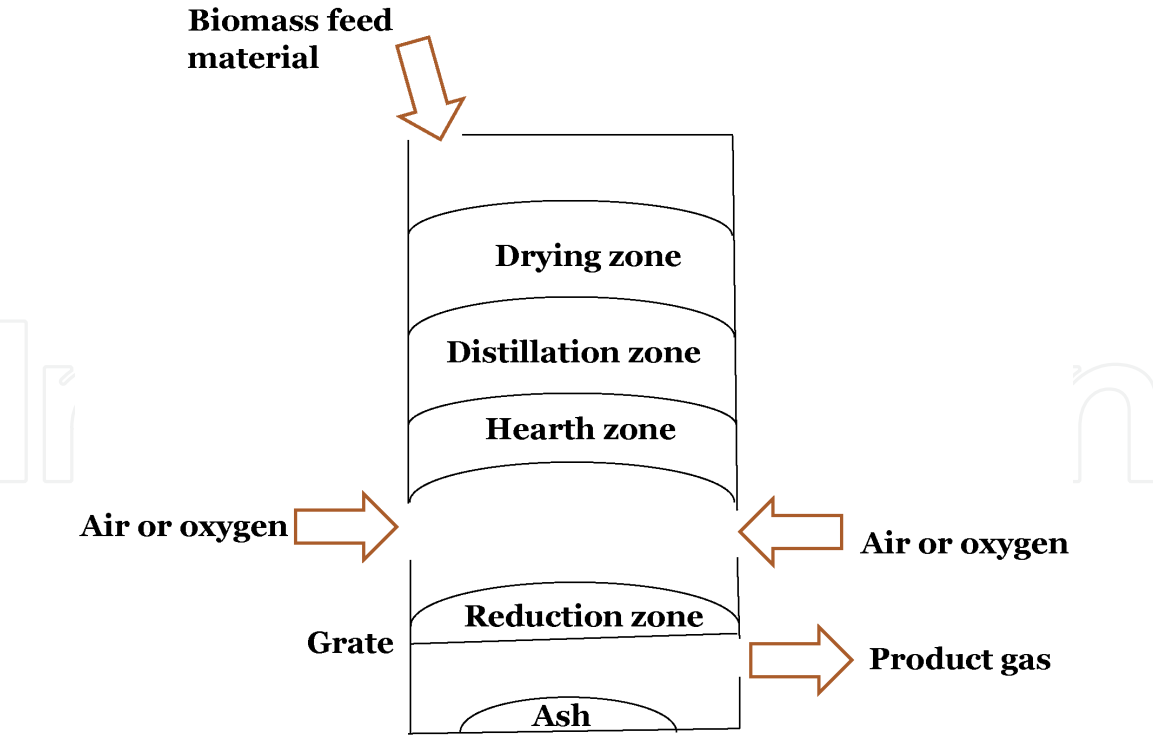 Biomass feed
material
Drying zone
Distillation zone
Hearth zone
Air or oxygen
Air or oxygen
Reduction zone
Grate
Product gas
Ash